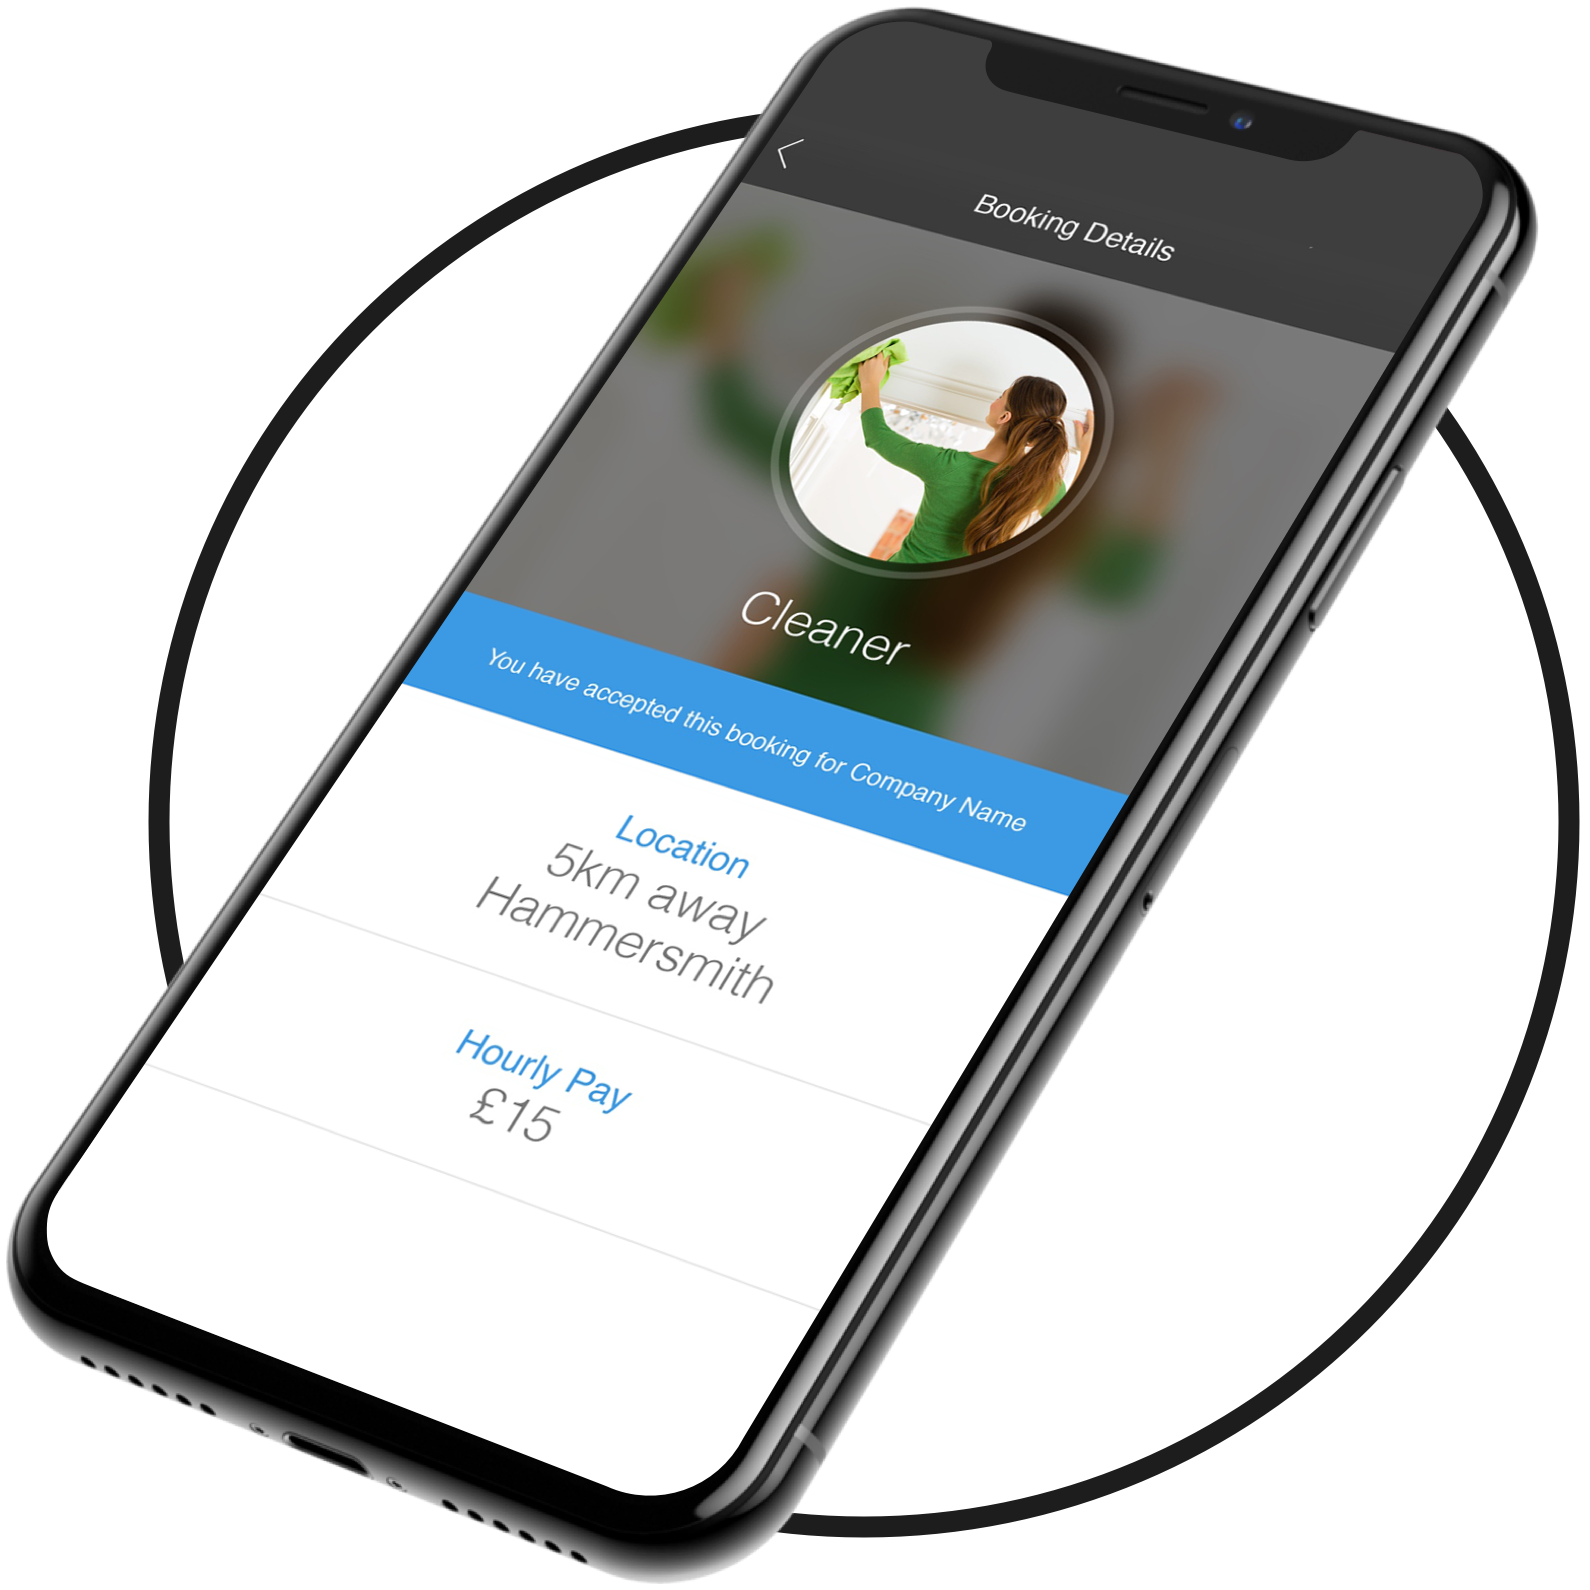 Booking Details
Cleaner
You have accepted this booking for Company Name
Location
5km away
Hammersmith
Hourly Pay
£15